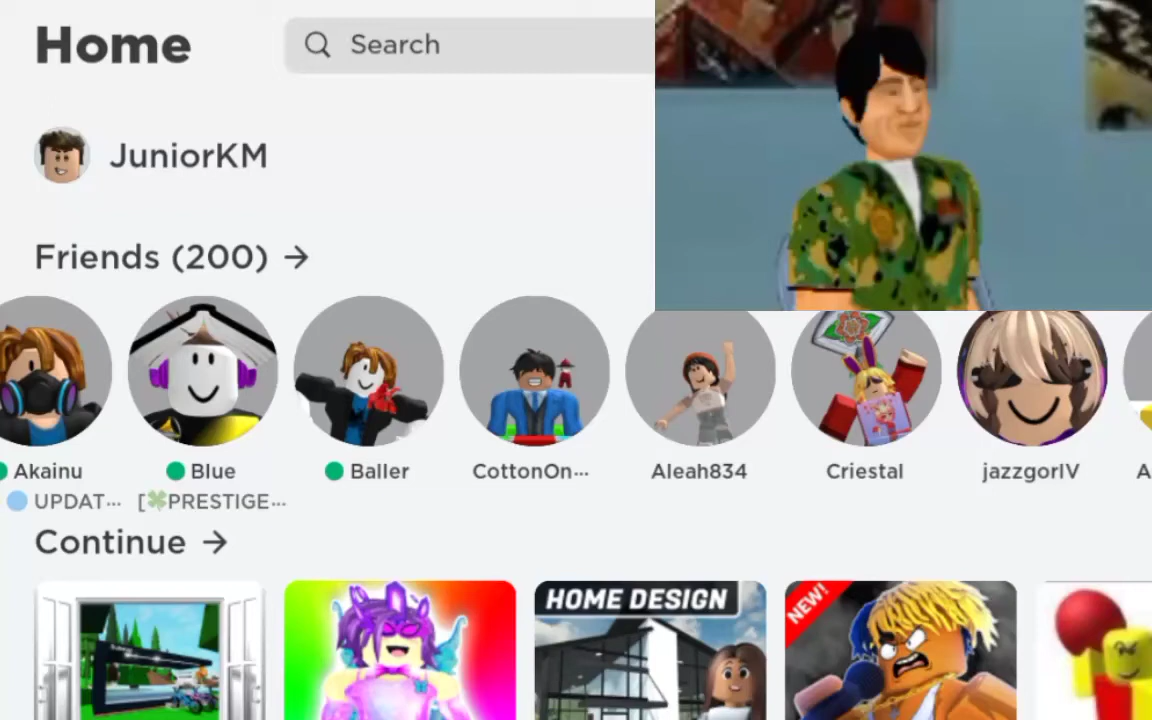 Home
Search
JuniorKM
Friends (200) →
Akainu
Blue
Baller
CottonOn...
Aleah834
Criestal
jazzgorlV
A
UPDAT...
[🍀PRESTIGE...
Continue →
HOME DESIGN
NEW!